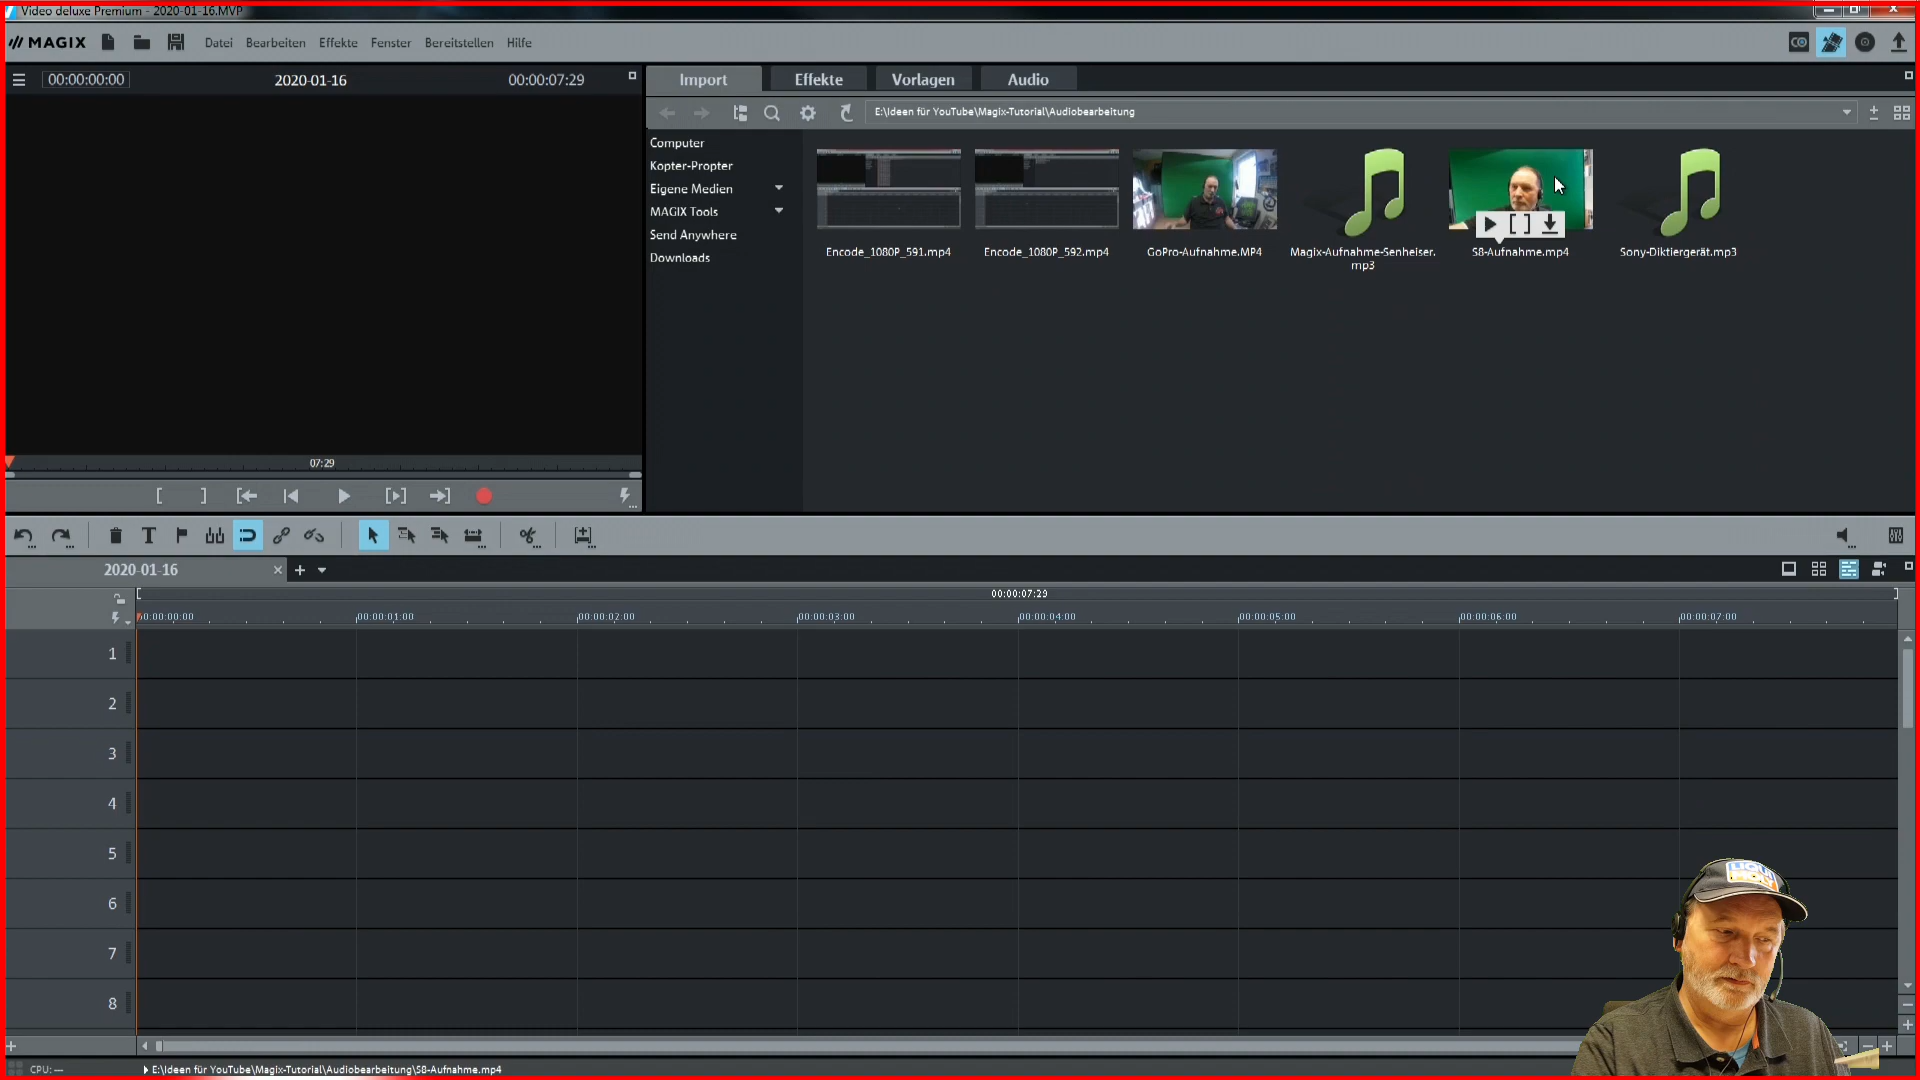 Video deluxe Premium - 2020-01-16.MVP
MAGIX
Datei Bearbeiten Effekte Fenster Bereitstellen Hilfe
00:00:00:00 2020-01-16 00:00:07:29
Import Effekte Vorlagen Audio
E:\Ideen für YouTube\Magix-Tutorial\Audiobearbeitung
Computer
Kopter-Propter
Eigene Medien
MAGIX Tools
Send Anywhere
Downloads
Encode_1080P_591.mp4 Encode_1080P_592.mp4 GoPro-Aufnahme.MP4 Magix-Aufnahme-Senheiser.mp3 S8-Aufnahme.mp4 Sony-Diktiergerät.mp3
07:29
2020-01-16
00:00:07:29
00:00:00:00 00:00:01:00 00:00:02:00 00:00:03:00 00:00:04:00 00:00:05:00 00:00:06:00 00:00:07:00
1
2
3
4
5
6
7
8
LIQUI
MOLY
CPU: —
E:\Ideen für YouTube\Magix-Tutorial\Audiobearbeitung\S8-Aufnahme.mp4